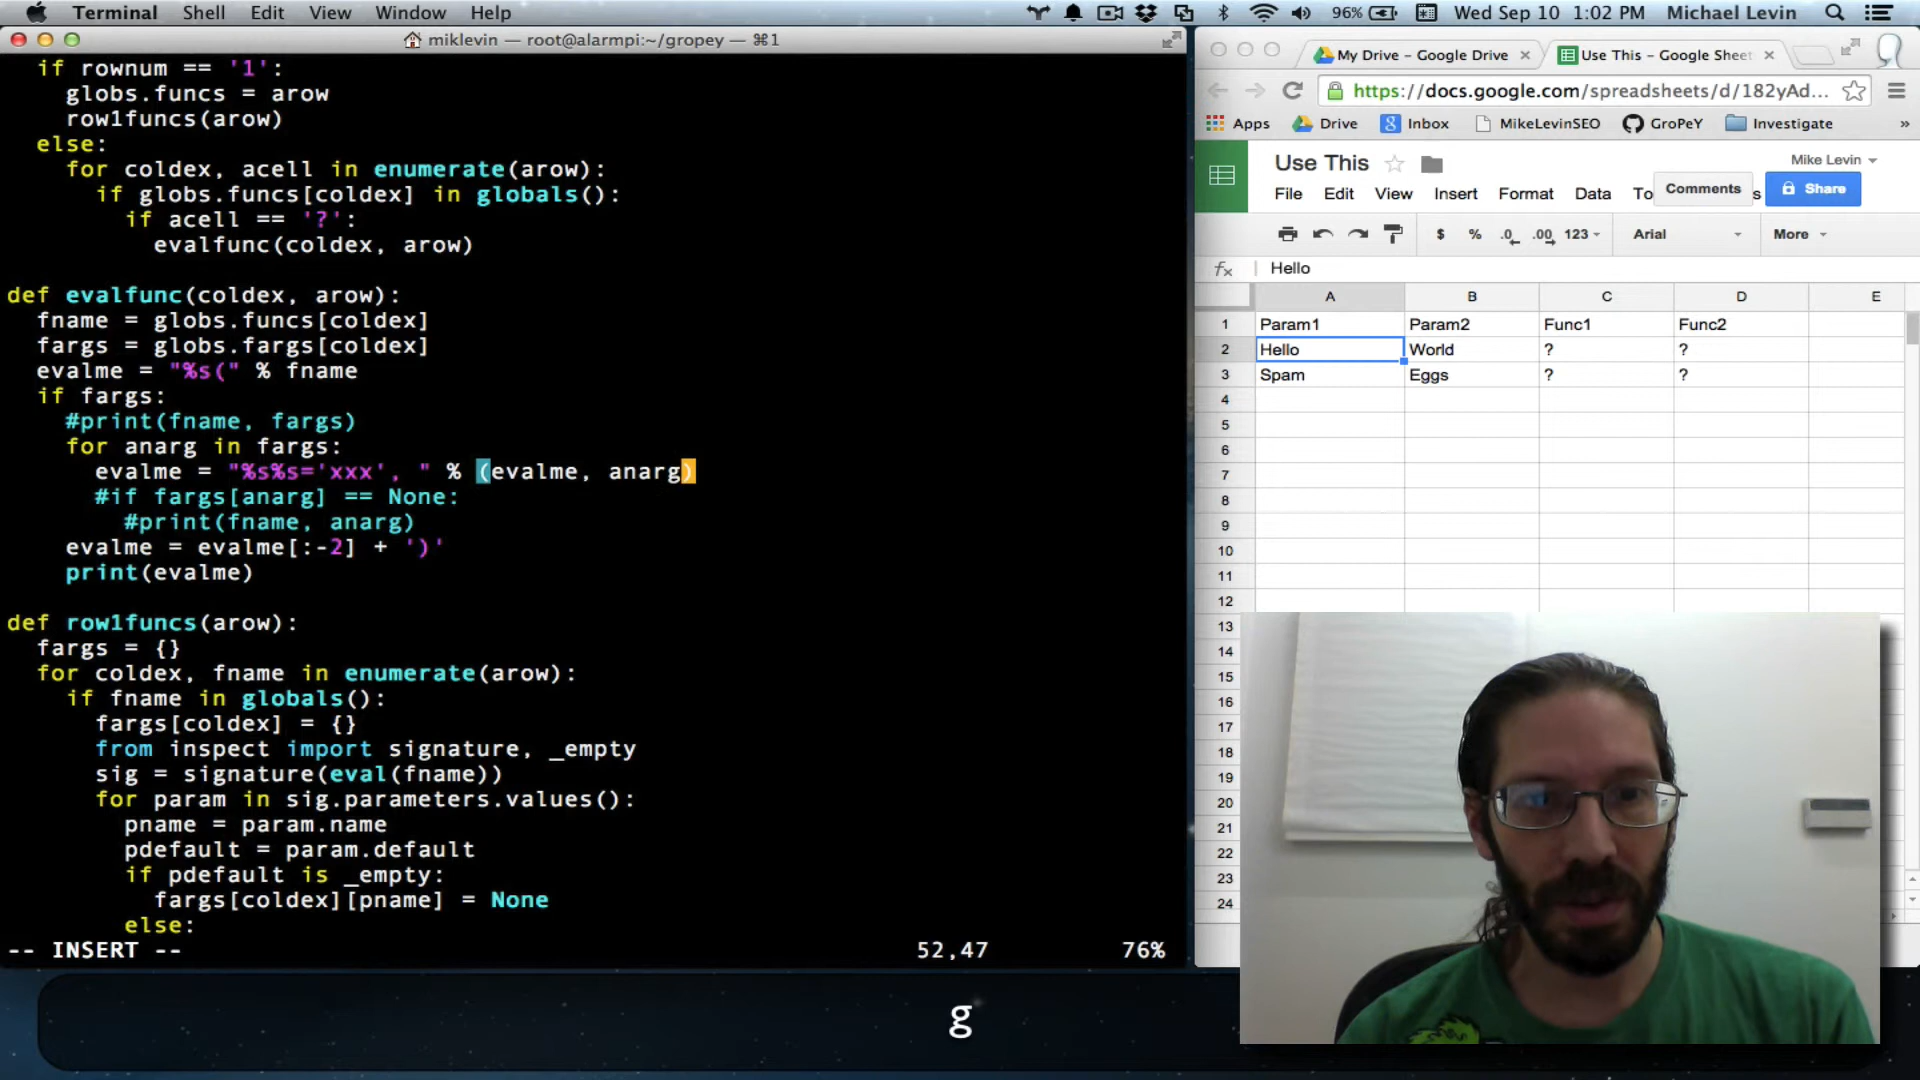 Terminal Shell Edit View Window Help 96% Wed Sep 10 1:02 PM Michael Levin
miklevin — root@alarmpi:~/gropey — ⌘1
if rownum == '1':
globs.funcs = arow
row1funcs(arow)
else:
for coldex, acell in enumerate(arow):
if globs.funcs[coldex] in globals():
if acell == '?':
evalfunc(coldex, arow)
def evalfunc(coldex, arow):
fname = globs.funcs[coldex]
fargs = globs.fargs[coldex]
evalme = "%s(" % fname
if fargs:
#print(fname, fargs)
for anarg in fargs:
evalme = "%s%s='xxx', " % (evalme, anarg)
#if fargs[anarg] == None:
#print(fname, anarg)
evalme = evalme[:-2] + ')'
print(evalme)
def row1funcs(arow):
fargs = {}
for coldex, fname in enumerate(arow):
if fname in globals():
fargs[coldex] = {}
from inspect import signature, _empty
sig = signature(eval(fname))
for param in sig.parameters.values():
pname = param.name
pdefault = param.default
if pdefault is _empty:
fargs[coldex][pname] = None
else:
-- INSERT -- 52,47 76%
g
My Drive - Google Drive × Use This - Google Sheet ×
https://docs.google.com/spreadsheets/d/182yAd...
Apps Drive Inbox MikeLevinSEO GroPeY Investigate »
Use This Mike Levin
File Edit View Insert Format Data To Comments s Share
$ % .0 .00 123 Arial More
fx Hello
A B C D E
1 Param1 Param2 Func1 Func2
2 Hello World ? ?
3 Spam Eggs ? ?
4
5
6
7
8
9
10
11
12
13
14
15
16
17
18
19
20
21
22
23
24